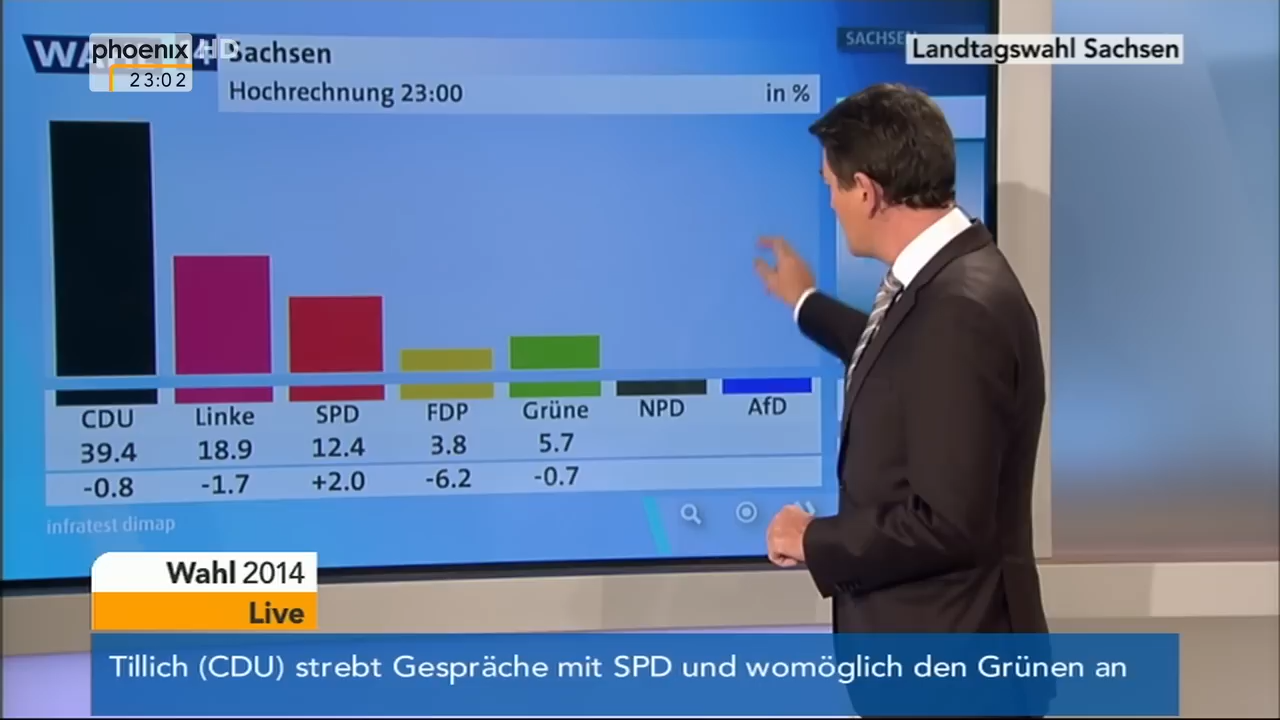 phoenix HD
23:02
Sachsen
SACHSEN
Landtagswahl Sachsen
Hochrechnung 23:00 in %
CDU Linke SPD FDP Grüne NPD AfD
39.4 18.9 12.4 3.8 5.7
-0.8 -1.7 +2.0 -6.2 -0.7
infratest dimap
Wahl 2014
Live
Tillich (CDU) strebt Gespräche mit SPD und womöglich den Grünen an